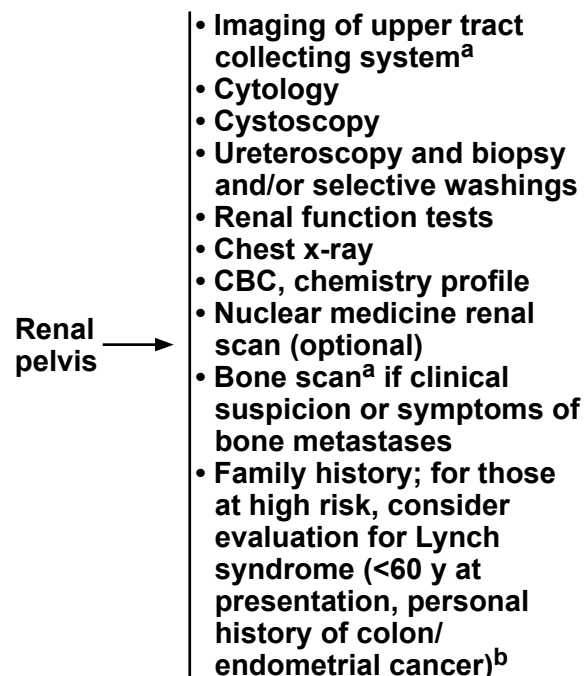 Renal
pelvis
• Imaging of upper tract
collecting systemᵃ
• Cytology
• Cystoscopy
• Ureteroscopy and biopsy
and/or selective washings
• Renal function tests
• Chest x-ray
• CBC, chemistry profile
• Nuclear medicine renal
scan (optional)
• Bone scanᵃ if clinical
suspicion or symptoms of
bone metastases
• Family history; for those
at high risk, consider
evaluation for Lynch
syndrome (<60 y at
presentation, personal
history of colon/
endometrial cancer)ᵇ